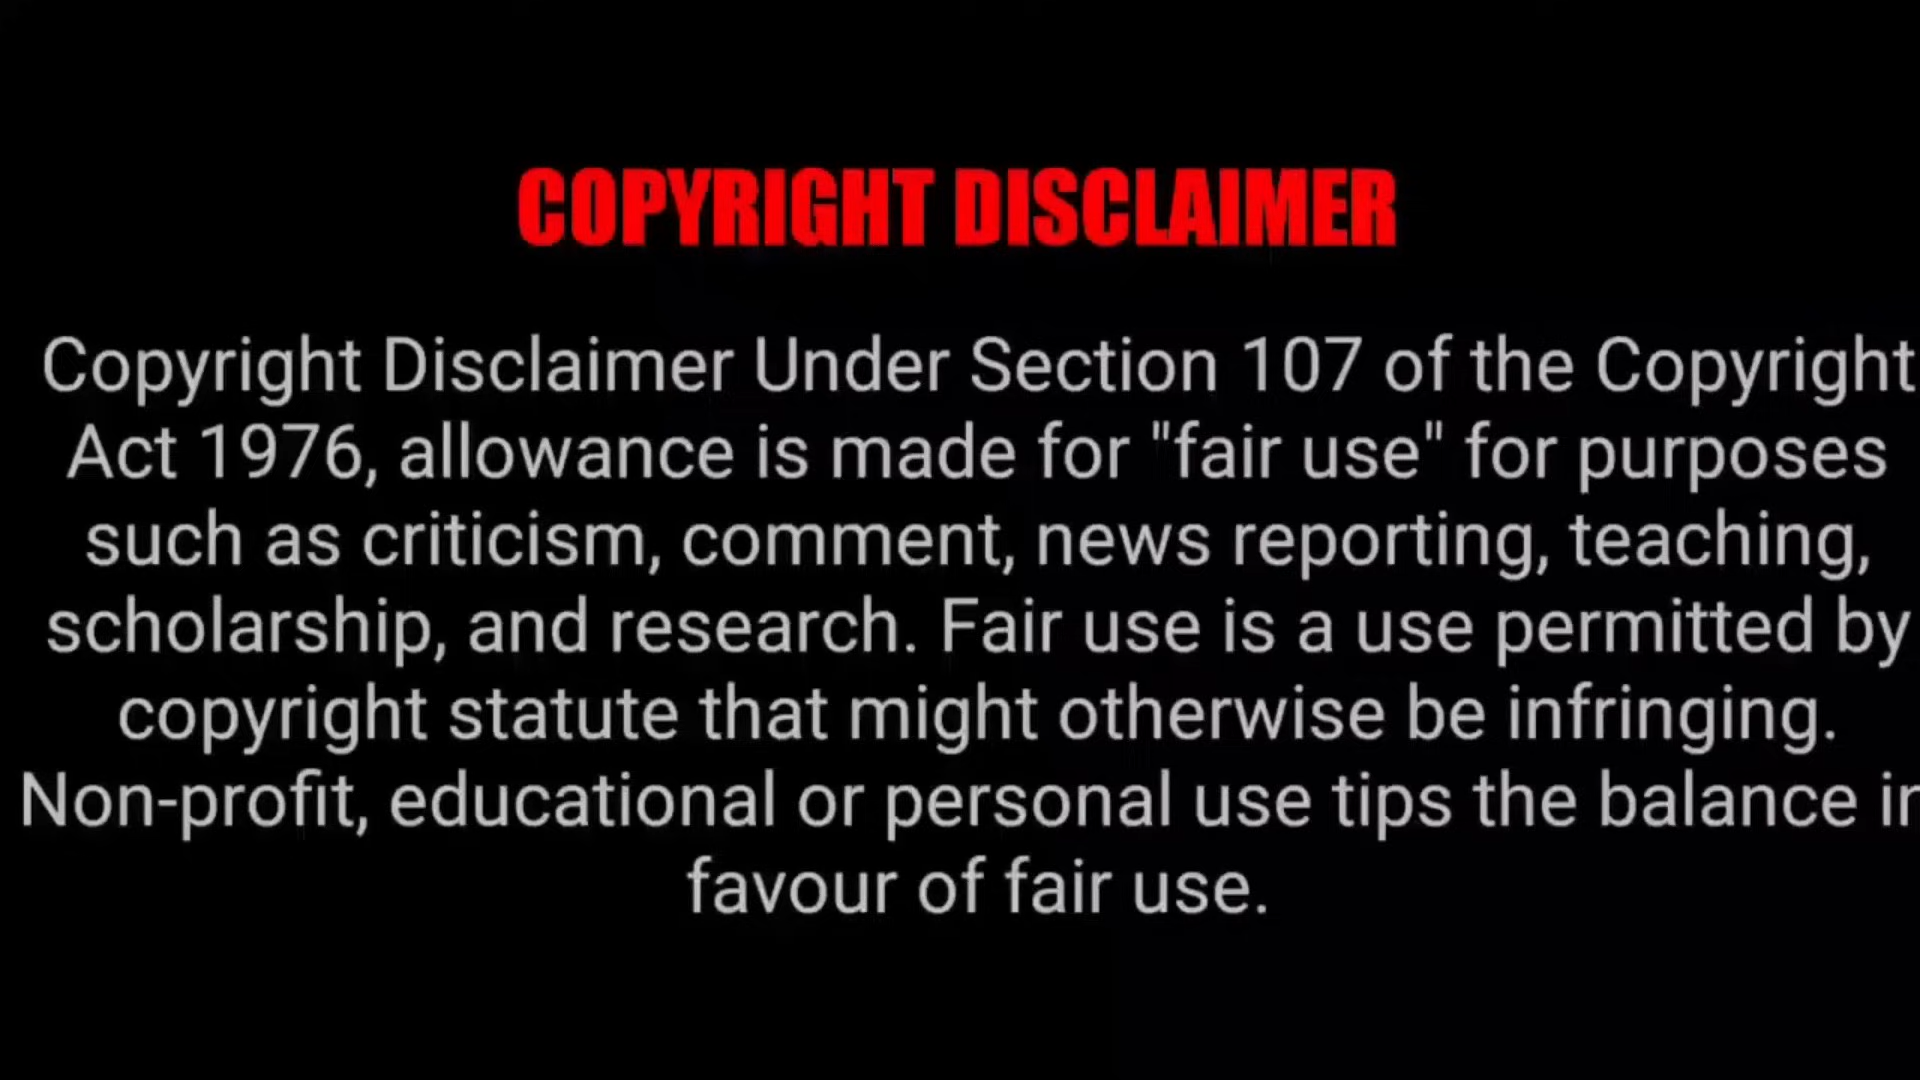 COPYRIGHT DISCLAIMER
Copyright Disclaimer Under Section 107 of the Copyright
Act 1976, allowance is made for "fair use" for purposes
such as criticism, comment, news reporting, teaching,
scholarship, and research. Fair use is a use permitted by
copyright statute that might otherwise be infringing.
Non-profit, educational or personal use tips the balance in
favour of fair use.